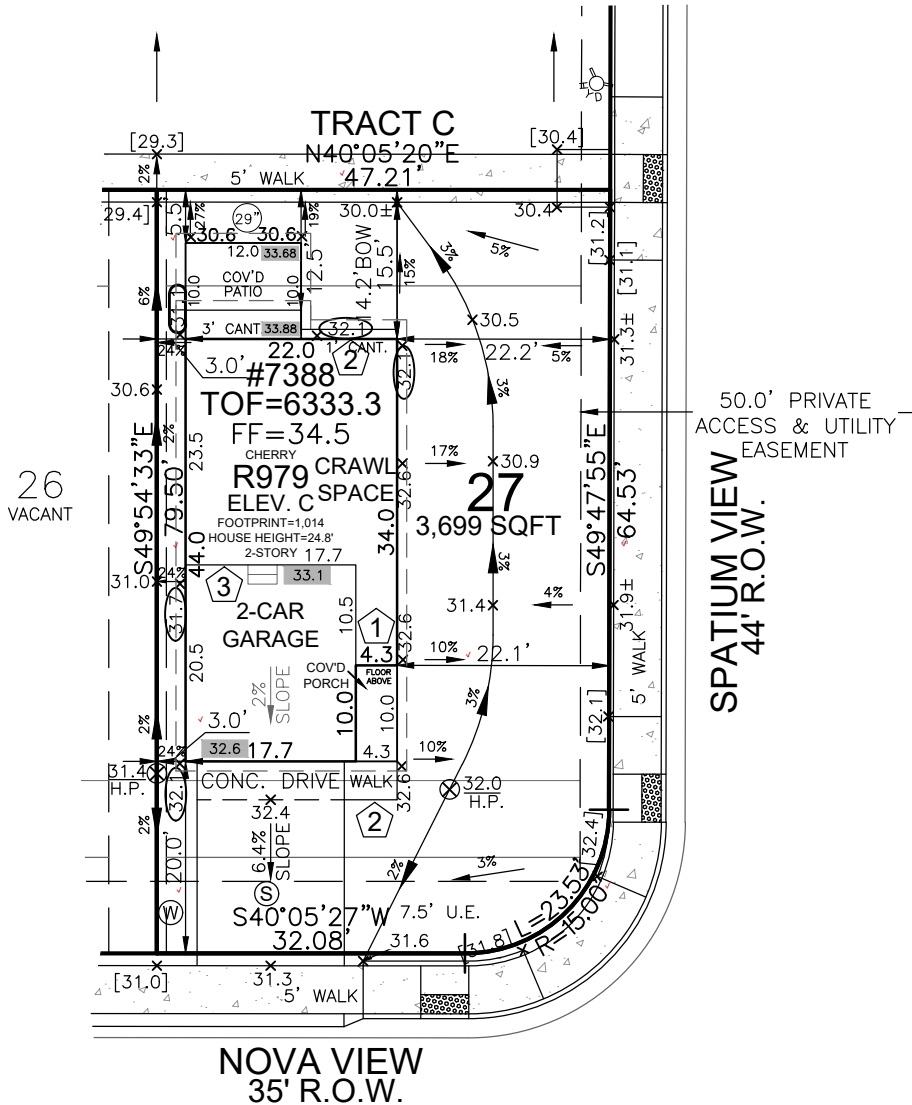 TRACT C
N40°05'20"E
47.21'
5' WALK
[29.3]
[30.4]
HYD
2%
29.4]
5.5'
27%
29"
19%
30.0±
30.4
[31.2]
[31.1]
30.6
30.6
12.0
33.68
12.5'
14.2'BOW
15.5'
3%
5%
COV'D
PATIO
10.0
10.0
15%
6%
31.1
3' CANT
33.88
32.1
1' CANT.
30.5
31.3±
24%
3.0'
22.0
2
32.1
18%
22.2'
5%
#7388
TOF=6333.3
FF=34.5
CHERRY
R979
ELEV. C
FOOTPRINT=1,014
HOUSE HEIGHT=24.8'
2-STORY
CRAWL
SPACE
30.6
2%
23.5
S49°54'33"E
79.50'
44.0
34.0
17%
32.6
3%
30.9
27
3,699 SQFT
26
VACANT
S49°47'55"E
64.53'
50.0' PRIVATE
ACCESS & UTILITY
EASEMENT
SPATIUM VIEW
44' R.O.W.
17.7
3
33.1
31.0
24%
31.7
2-CAR
GARAGE
10.5
1
32.6
31.4
3%
4%
31.9±
5' WALK
20.5
4.3
10%
22.1'
COV'D
PORCH
FLOOR
ABOVE
2%
SLOPE
10.0
10.0
3%
2%
3.0'
[32.1]
24%
32.6
17.7
4.3
10%
31.4
H.P.
32.1
CONC. DRIVE
WALK
32.6
32.0
H.P.
2
32.4
2%
20.0'
6.4%
SLOPE
2%
3%
[32.4]
W
S
S40°05'27"W
32.08'
7.5' U.E.
L=23.53'
R=15.00'
31.6
[31.8]
[31.0]
31.3
5' WALK
NOVA VIEW
35' R.O.W.